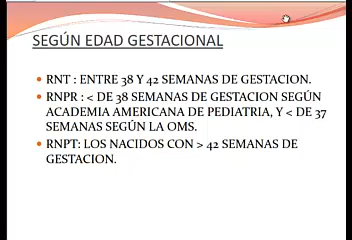 SEGÚN EDAD GESTACIONAL
• RNT : ENTRE 38 Y 42 SEMANAS DE GESTACION.
• RNPR : < DE 38 SEMANAS DE GESTACION SEGÚN
ACADEMIA AMERICANA DE PEDIATRIA, Y < DE 37
SEMANAS SEGÚN LA OMS.
• RNPT: LOS NACIDOS CON > 42 SEMANAS DE
GESTACION.